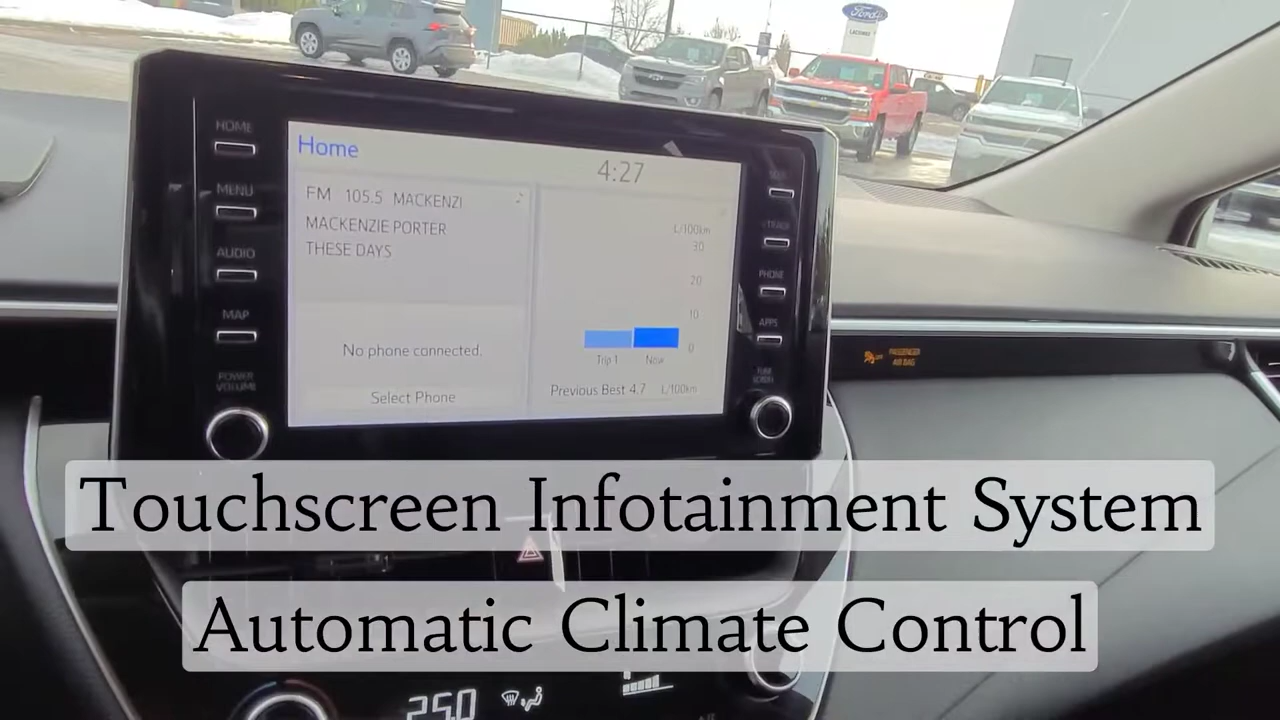 Ford
LACOMBE
HOME
MENU
AUDIO
MAP
POWER
VOLUME
Home
4:27
FM 105.5 MACKENZI
MACKENZIE PORTER
THESE DAYS
No phone connected.
Select Phone
L/100km
30
20
10
0
Trip 1 Now
Previous Best 4.7 L/100km
PHONE
APPS
PASSENGER
AIR BAG
Touchscreen Infotainment System
Automatic Climate Control
25.0